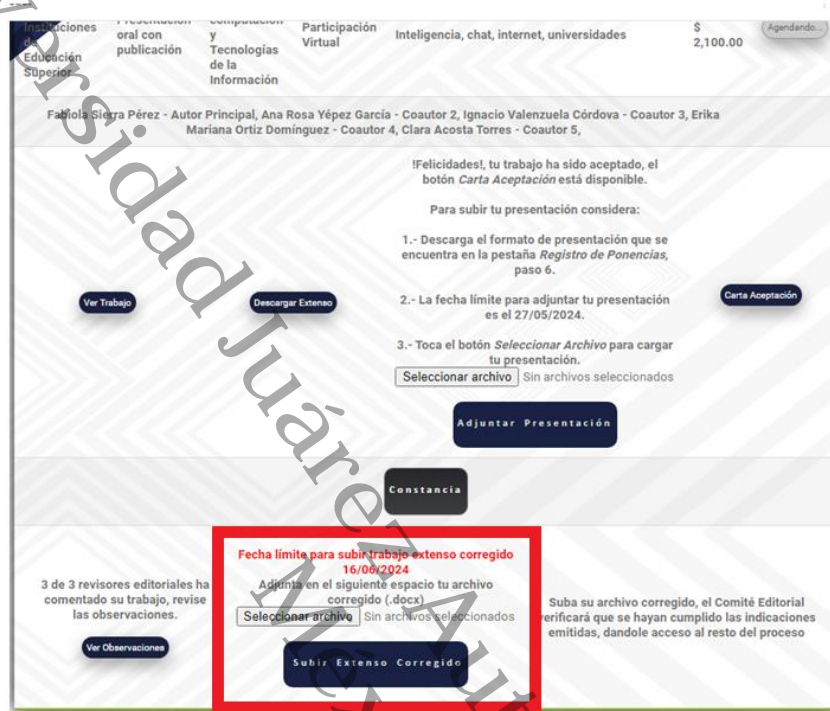 Instituciones de Educación Superior
Presentación oral con publicación
Computación y Tecnologías de la Información
Participación Virtual
Inteligencia, chat, internet, universidades
$ 2,100.00
Agendando...
Fabiola Sierra Pérez - Autor Principal, Ana Rosa Yépez García - Coautor 2, Ignacio Valenzuela Córdova - Coautor 3, Erika
Mariana Ortiz Domínguez - Coautor 4, Clara Acosta Torres - Coautor 5,
Ver Trabajo
Descargar Extenso
!Felicidades!, tu trabajo ha sido aceptado, el
botón Carta Aceptación está disponible.
Para subir tu presentación considera:
1.- Descarga el formato de presentación que se
encuentra en la pestaña Registro de Ponencias,
paso 6.
2.- La fecha límite para adjuntar tu presentación
es el 27/05/2024.
3.- Toca el botón Seleccionar Archivo para cargar
tu presentación.
Seleccionar archivo Sin archivos seleccionados
Adjuntar Presentación
Carta Aceptación
Constancia
3 de 3 revisores editoriales ha
comentado su trabajo, revise
las observaciones.
Ver Observaciones
Fecha límite para subir trabajo extenso corregido
16/06/2024
Adjunta en el siguiente espacio tu archivo
corregido (.docx)
Seleccionar archivo Sin archivos seleccionados
Subir Extenso Corregido
Suba su archivo corregido, el Comité Editorial
verificará que se hayan cumplido las indicaciones
emitidas, dandole acceso al resto del proceso
versidad Juárez Aut
Méx